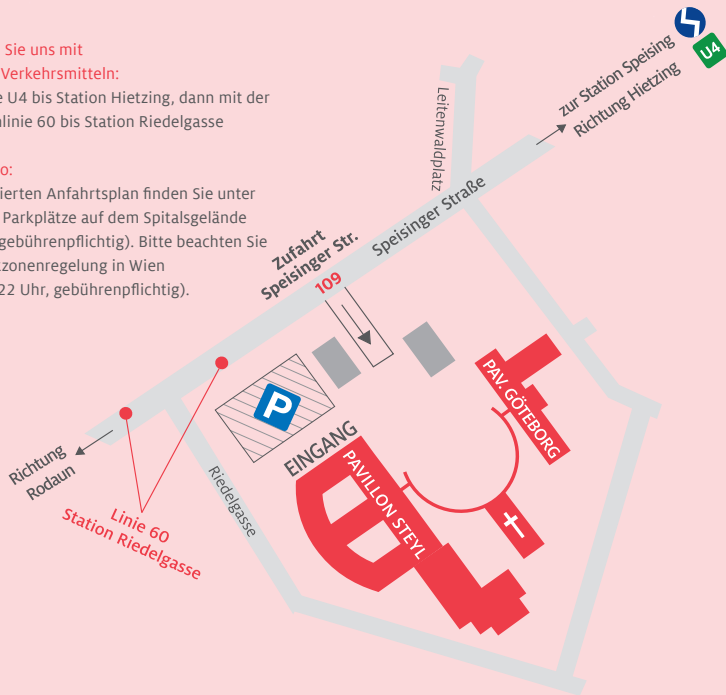 Sie uns mit
Verkehrsmitteln:
e U4 bis Station Hietzing, dann mit der
linie 60 bis Station Riedelgasse
o:
ierten Anfahrtsplan finden Sie unter
Parkplätze auf dem Spitalsgelände
gebührenpflichtig). Bitte beachten Sie
zonenregelung in Wien
22 Uhr, gebührenpflichtig).
U4
zur Station Speising
Richtung Hietzing
Leitenwaldplatz
Speisinger Straße
Zufahrt
Speisinger Str.
109
P
EINGANG
PAVILLON STEYL
PAV. GÖTEBORG
Richtung
Rodaun
Riedelgasse
Linie 60
Station Riedelgasse